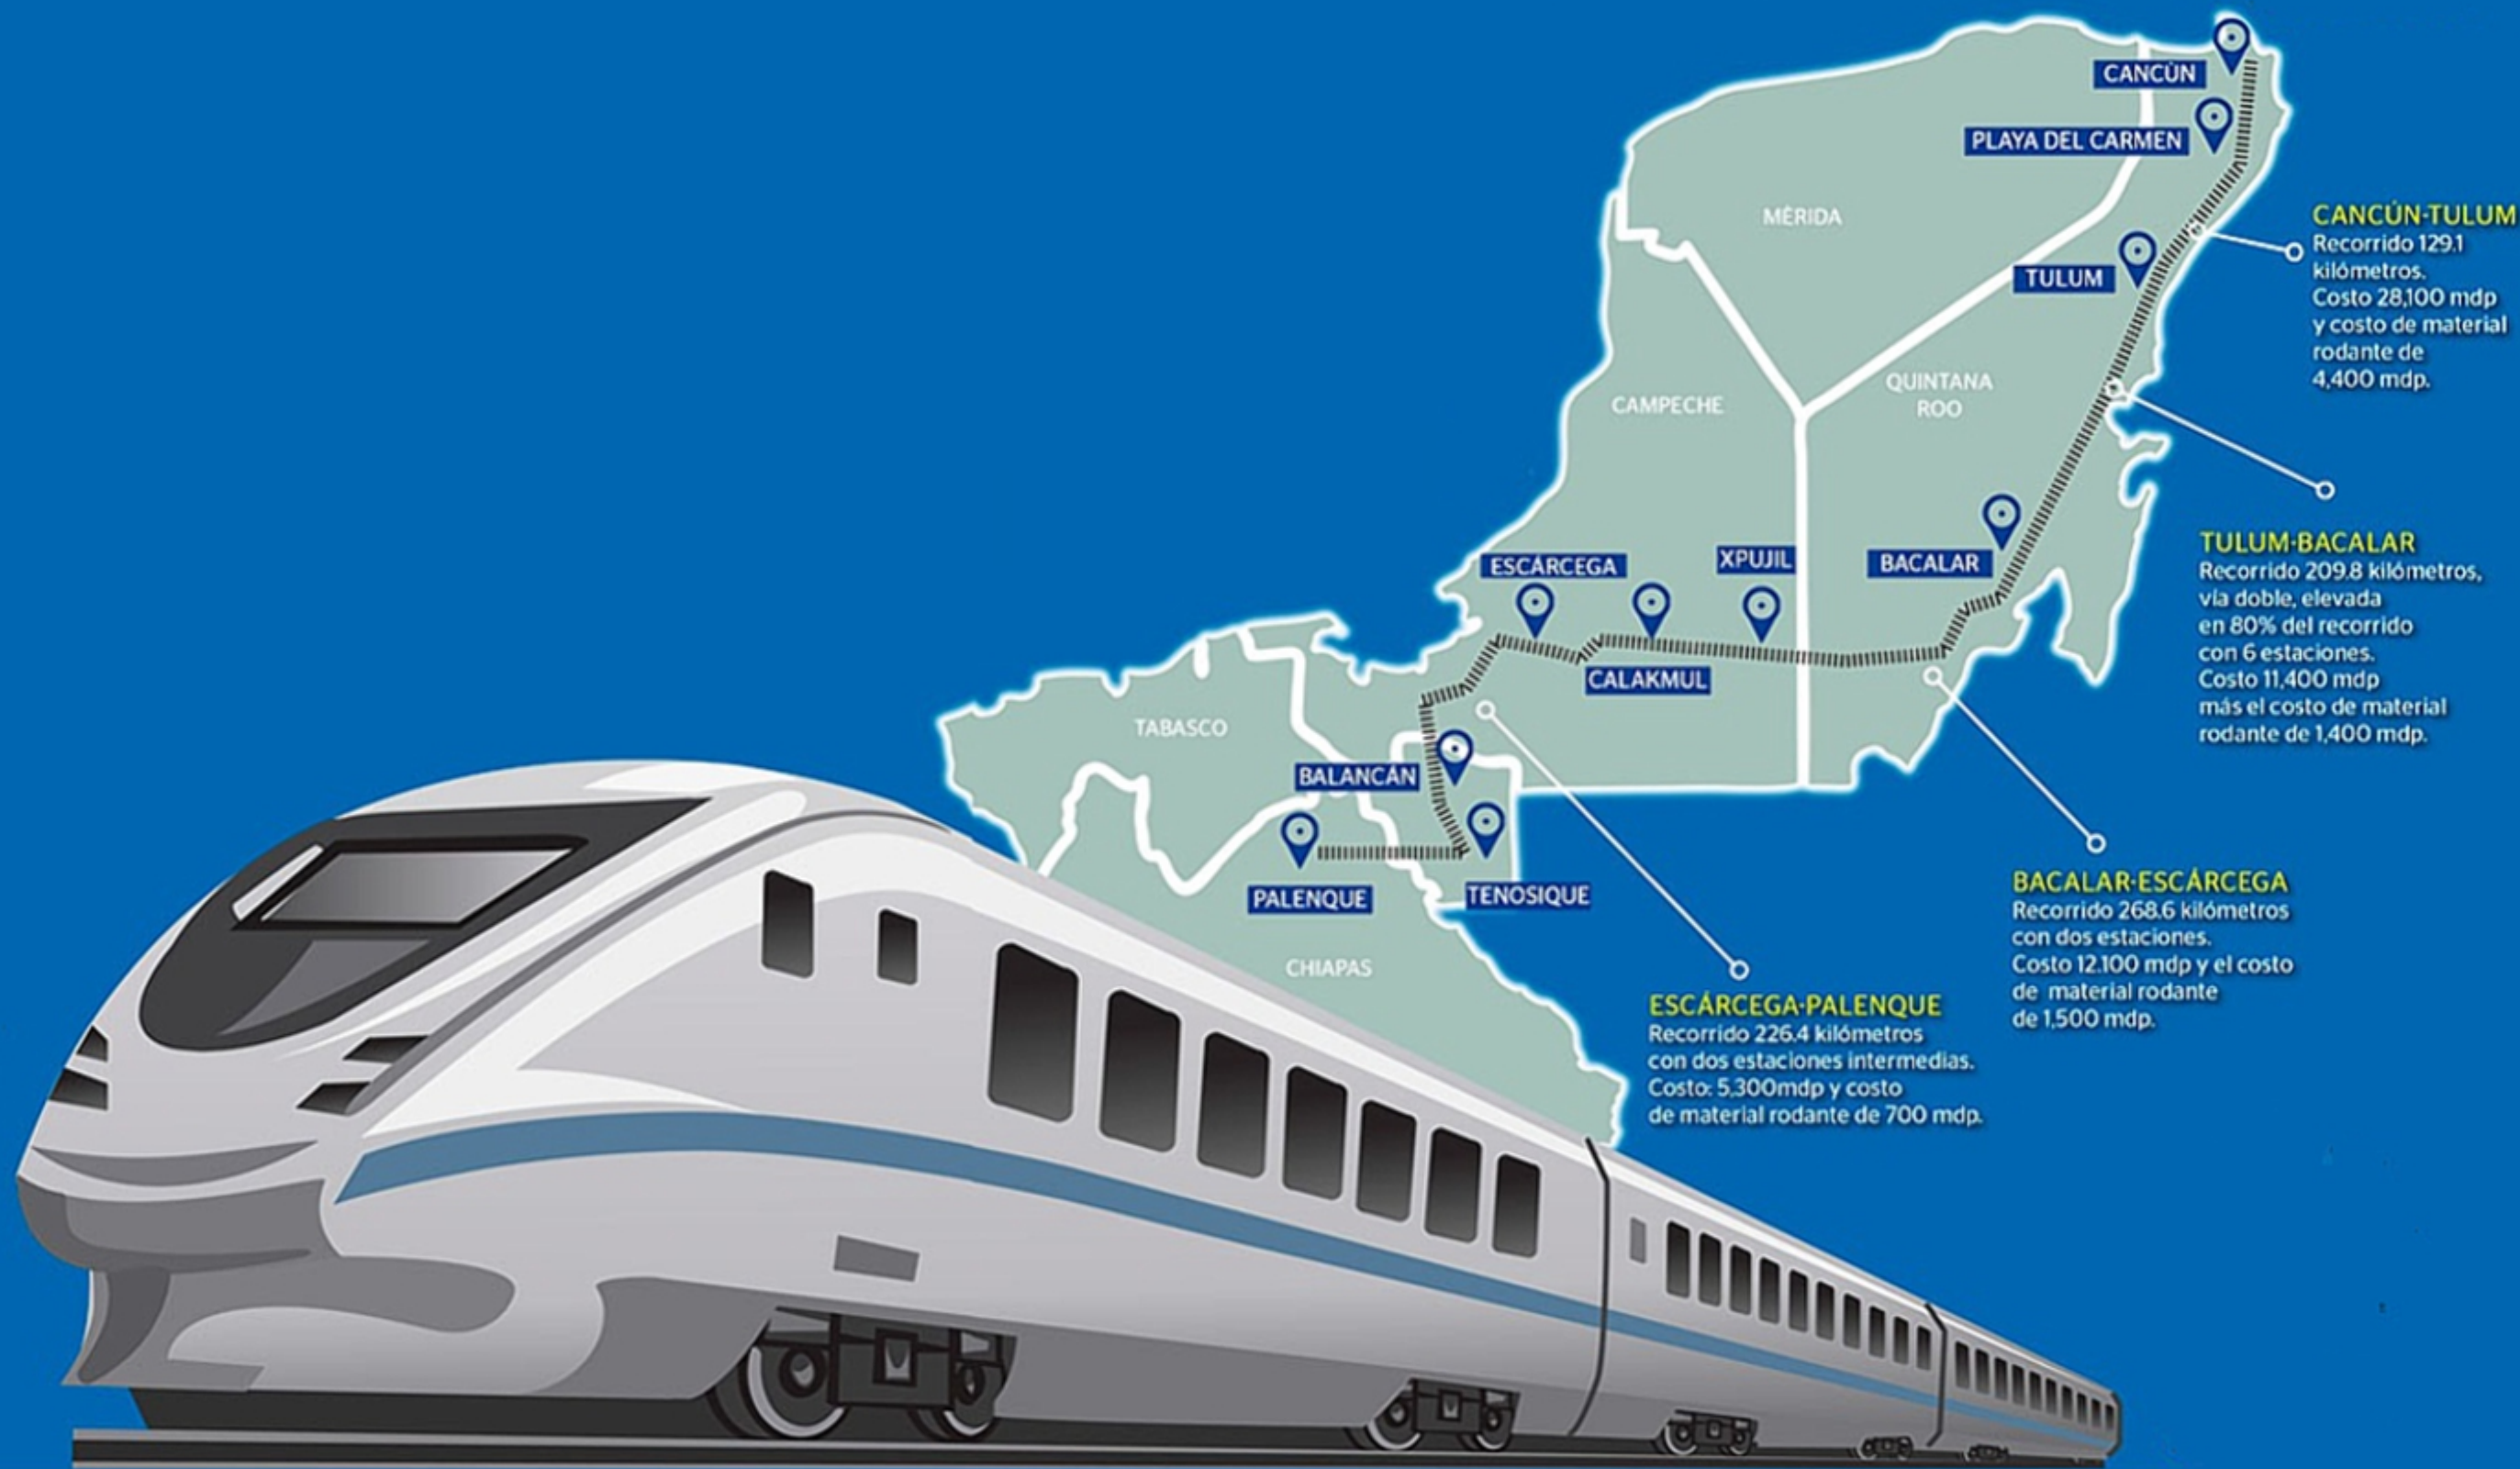 CANCÚN
PLAYA DEL CARMEN
MÉRIDA
TULUM
CAMPECHE
QUINTANA
ROO
ESCÁRCEGA
XPUJIL
BACALAR
CALAKMUL
TABASCO
BALANCÁN
PALENQUE
TENOSIQUE
CHIAPAS
CANCÚN-TULUM
Recorrido 129.1
kilómetros.
Costo 28,100 mdp
y costo de material
rodante de
4,400 mdp.
TULUM-BACALAR
Recorrido 209.8 kilómetros,
vía doble, elevada
en 80% del recorrido
con 6 estaciones.
Costo 11,400 mdp
más el costo de material
rodante de 1,400 mdp.
BACALAR-ESCÁRCEGA
Recorrido 268.6 kilómetros
con dos estaciones.
Costo 12.100 mdp y el costo
de material rodante
de 1,500 mdp.
ESCÁRCEGA-PALENQUE
Recorrido 226.4 kilómetros
con dos estaciones intermedias.
Costo: 5,300mdp y costo
de material rodante de 700 mdp.